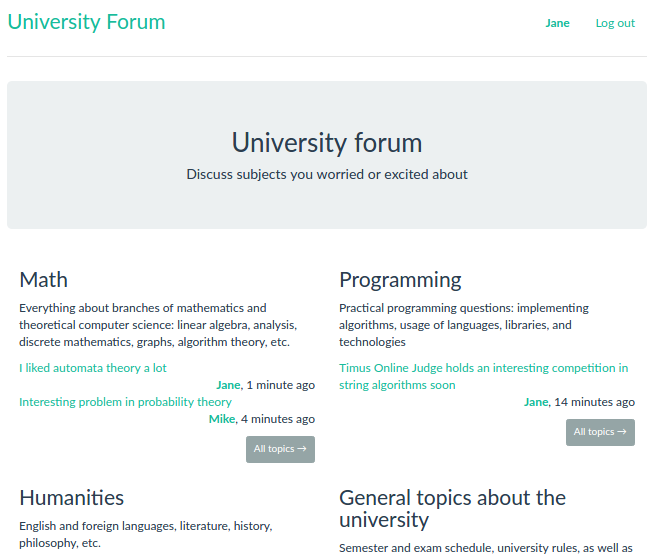 University Forum
Jane
Log out
University forum
Discuss subjects you worried or excited about
Math
Everything about branches of mathematics and
theoretical computer science: linear algebra, analysis,
discrete mathematics, graphs, algorithm theory, etc.
I liked automata theory a lot
Jane, 1 minute ago
Interesting problem in probability theory
Mike, 4 minutes ago
All topics →
Programming
Practical programming questions: implementing
algorithms, usage of languages, libraries, and
technologies
Timus Online Judge holds an interesting competition in
string algorithms soon
Jane, 14 minutes ago
All topics →
Humanities
English and foreign languages, literature, history,
philosophy, etc.
General topics about the
university
Semester and exam schedule, university rules, as well as